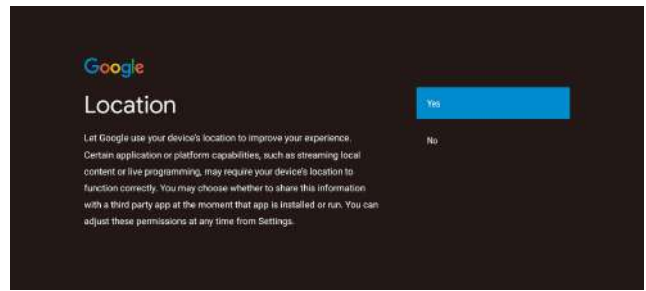 Google
Location
Let Google use your device's location to improve your experience.
Certain application or platform capabilities, such as streaming local
content or live programming, may require your device's location to
function correctly. You may choose whether to share this information
with a third party app at the moment that app is installed or run. You can
adjust these permissions at any time from Settings.
Yes
No